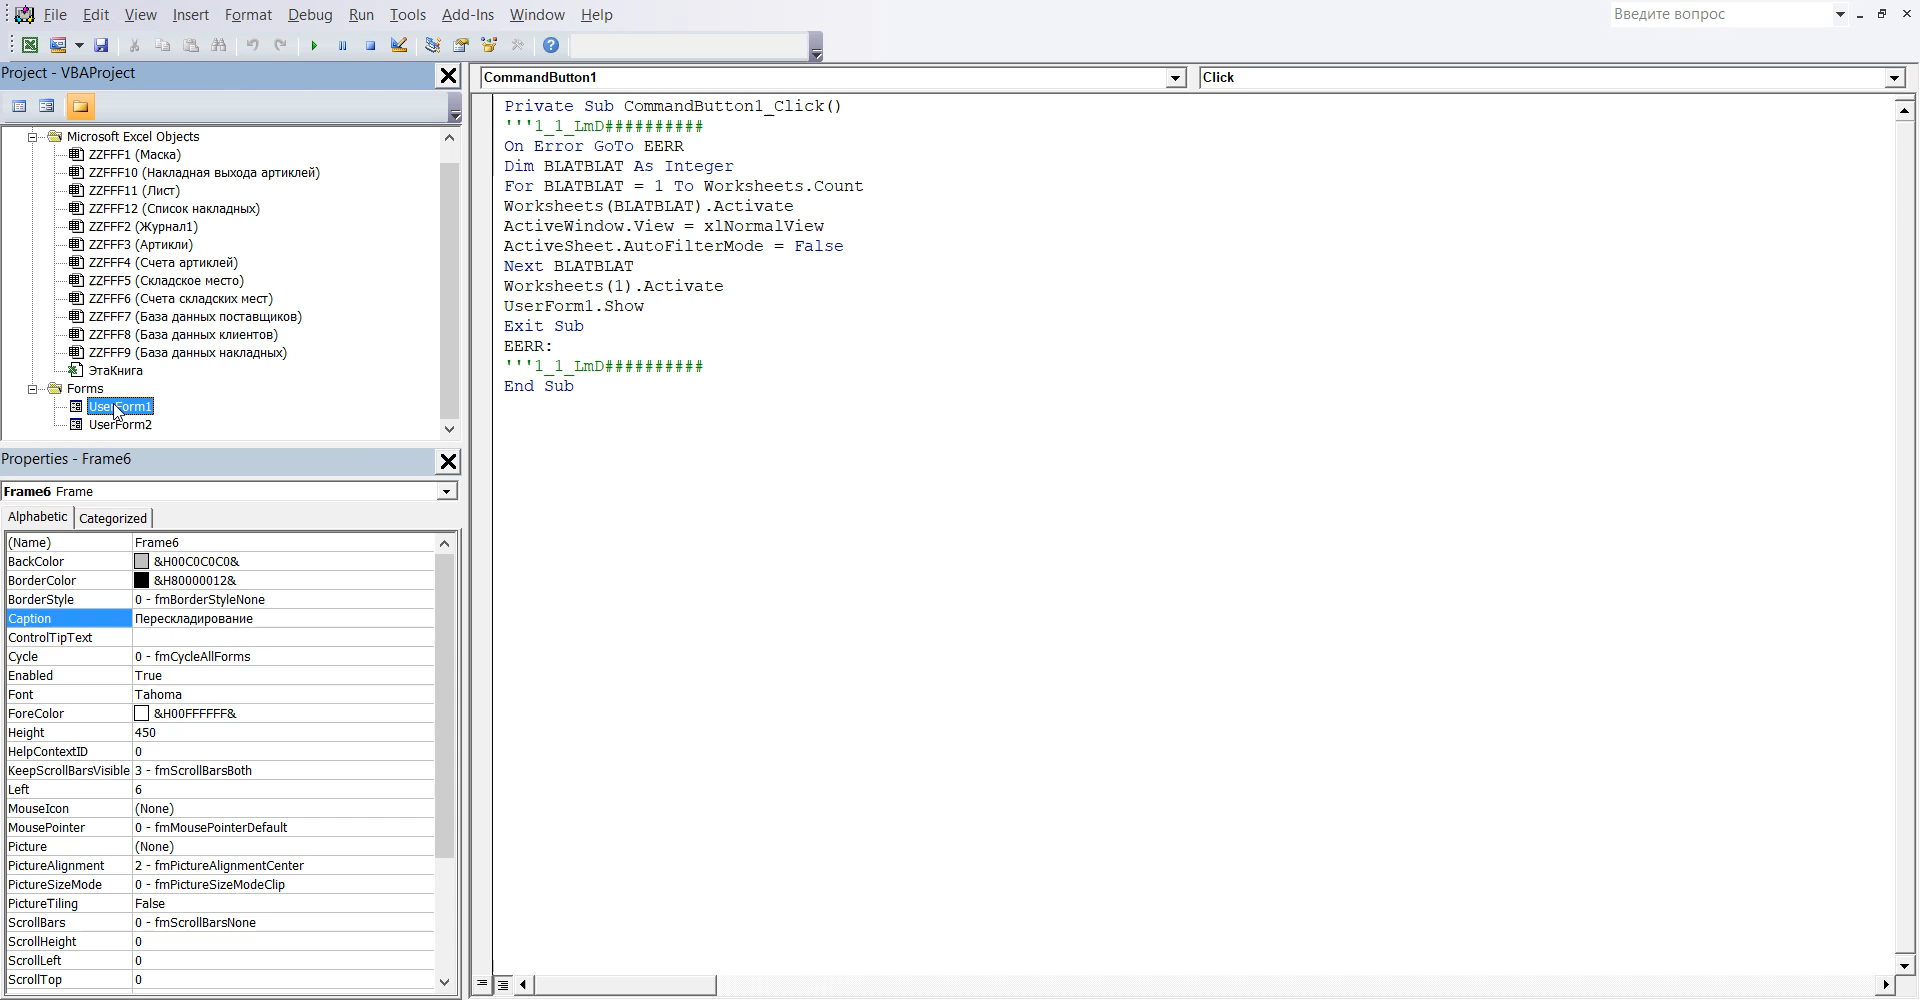 File Edit View Insert Format Debug Run Tools Add-Ins Window Help
Введите вопрос
Project - VBAProject
Microsoft Excel Objects
ZZFFF1 (Маска)
ZZFFF10 (Накладная выхода артиклей)
ZZFFF11 (Лист)
ZZFFF12 (Список накладных)
ZZFFF2 (Журнал1)
ZZFFF3 (Артикли)
ZZFFF4 (Счета артиклей)
ZZFFF5 (Складское место)
ZZFFF6 (Счета складских мест)
ZZFFF7 (База данных поставщиков)
ZZFFF8 (База данных клиентов)
ZZFFF9 (База данных накладных)
ЭтаКнига
Forms
UserForm1
UserForm2
Properties - Frame6
Frame6 Frame
Alphabetic Categorized
(Name) Frame6
BackColor &H00C0C0C0&
BorderColor &H80000012&
BorderStyle 0 - fmBorderStyleNone
Caption Перескладирование
ControlTipText
Cycle 0 - fmCycleAllForms
Enabled True
Font Tahoma
ForeColor &H00FFFFFF&
Height 450
HelpContextID 0
KeepScrollBarsVisible 3 - fmScrollBarsBoth
Left 6
MouseIcon (None)
MousePointer 0 - fmMousePointerDefault
Picture (None)
PictureAlignment 2 - fmPictureAlignmentCenter
PictureSizeMode 0 - fmPictureSizeModeClip
PictureTiling False
ScrollBars 0 - fmScrollBarsNone
ScrollHeight 0
ScrollLeft 0
ScrollTop 0
CommandButton1 Click
Private Sub CommandButton1_Click()
'''1_1_LmD##########
On Error GoTo EERR
Dim BLATBLAT As Integer
For BLATBLAT = 1 To Worksheets.Count
Worksheets(BLATBLAT).Activate
ActiveWindow.View = xlNormalView
ActiveSheet.AutoFilterMode = False
Next BLATBLAT
Worksheets(1).Activate
UserForm1.Show
Exit Sub
EERR:
'''1_1_LmD##########
End Sub